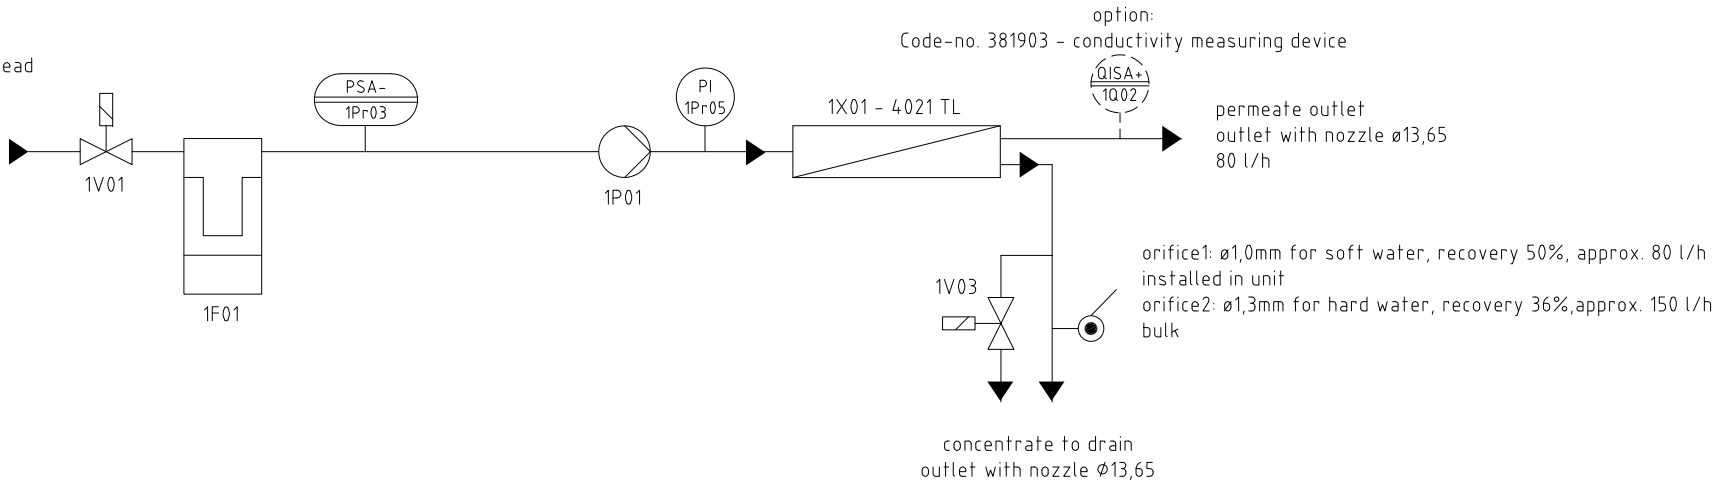 option:
Code-no. 381903 - conductivity measuring device
ead
QISA+
1Q02
PSA-
1Pr03
PI
1Pr05
1X01 - 4021 TL
permeate outlet
outlet with nozzle ø13,65
80 l/h
1V01
1P01
1F01
orifice1: ø1,0mm for soft water, recovery 50%, approx. 80 l/h
installed in unit
orifice2: ø1,3mm for hard water, recovery 36%,approx. 150 l/h
bulk
1V03
concentrate to drain
outlet with nozzle Ø13,65